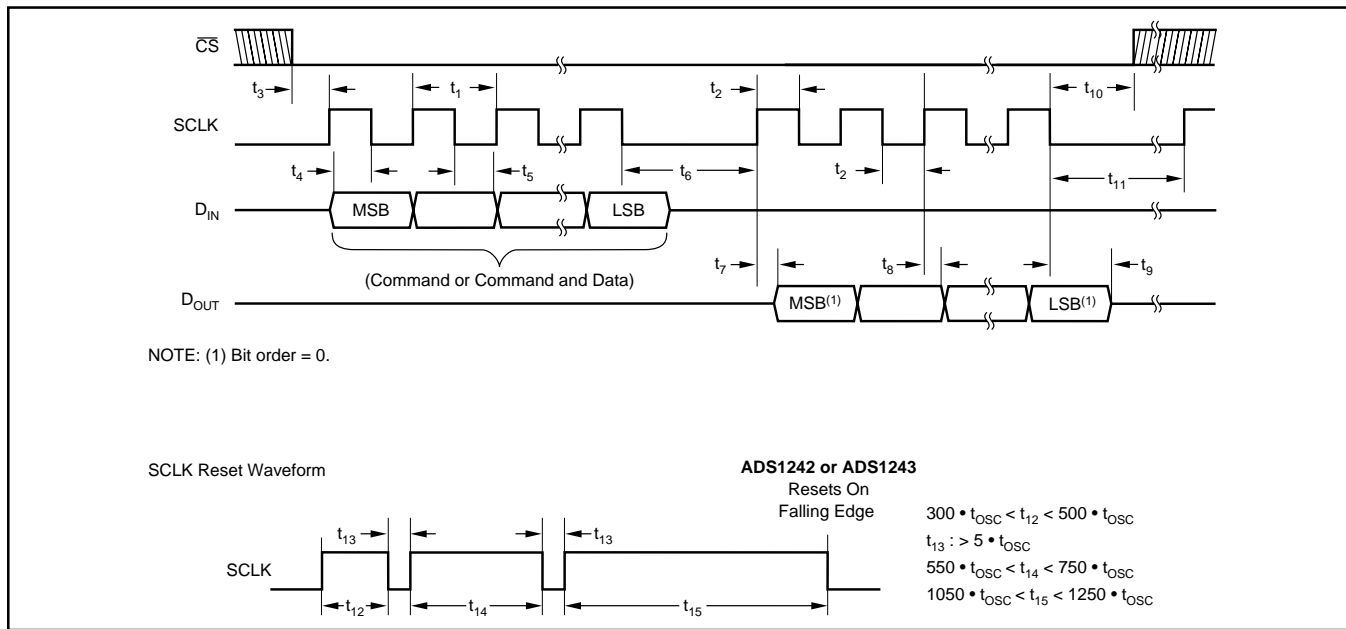 CS
t3 t1 t2 t10
SCLK
t4 t5 t6 t2 t11
DIN MSB LSB
(Command or Command and Data)
t7 t8 t9
DOUT MSB(1) LSB(1)
NOTE: (1) Bit order = 0.
SCLK Reset Waveform
ADS1242 or ADS1243
Resets On
Falling Edge
300 • tOSC < t12 < 500 • tOSC
t13 : > 5 • tOSC
550 • tOSC < t14 < 750 • tOSC
1050 • tOSC < t15 < 1250 • tOSC
t13 t13
SCLK
t12 t14 t15